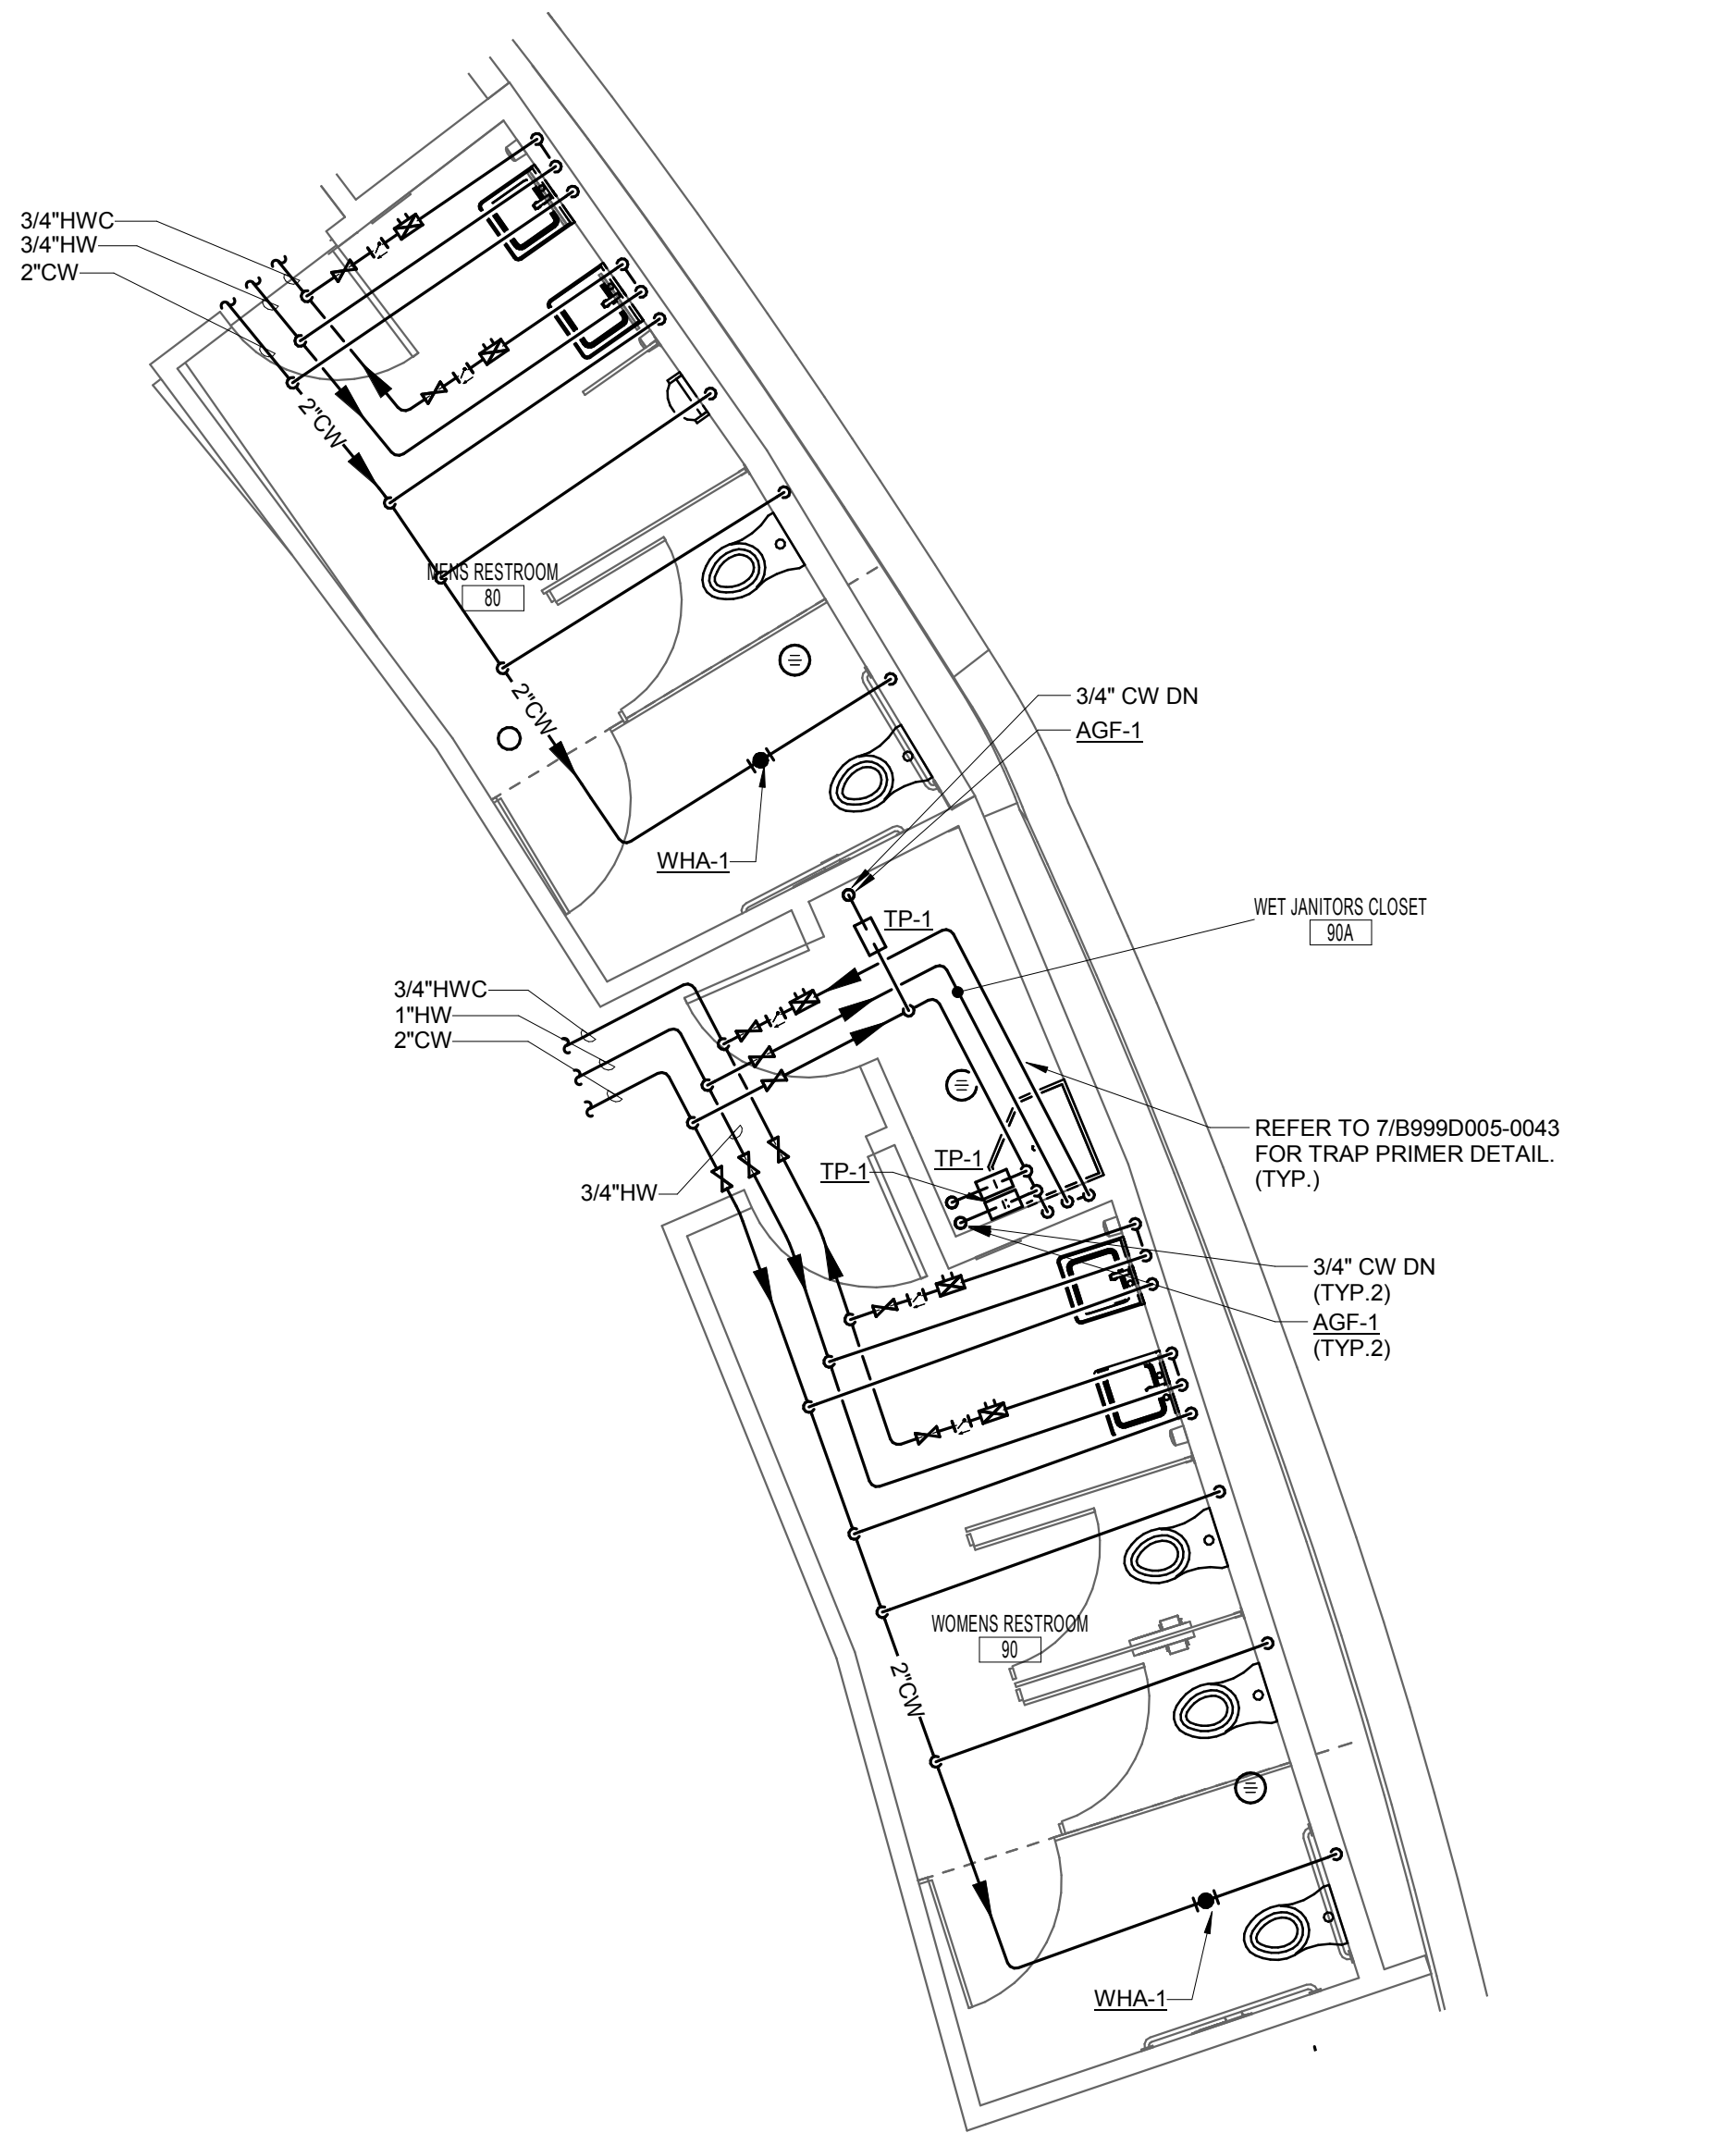 3/4"HWC
3/4"HW
2"CW
2"CW
MENS RESTROOM
80
2"CW
3/4" CW DN
AGF-1
WHA-1
TP-1
WET JANITORS CLOSET
90A
3/4"HWC
1"HW
2"CW
REFER TO 7/B999D005-0043
FOR TRAP PRIMER DETAIL.
(TYP.)
TP-1
TP-1
3/4"HW
3/4" CW DN
(TYP.2)
AGF-1
(TYP.2)
WOMENS RESTROOM
90
2"CW
WHA-1